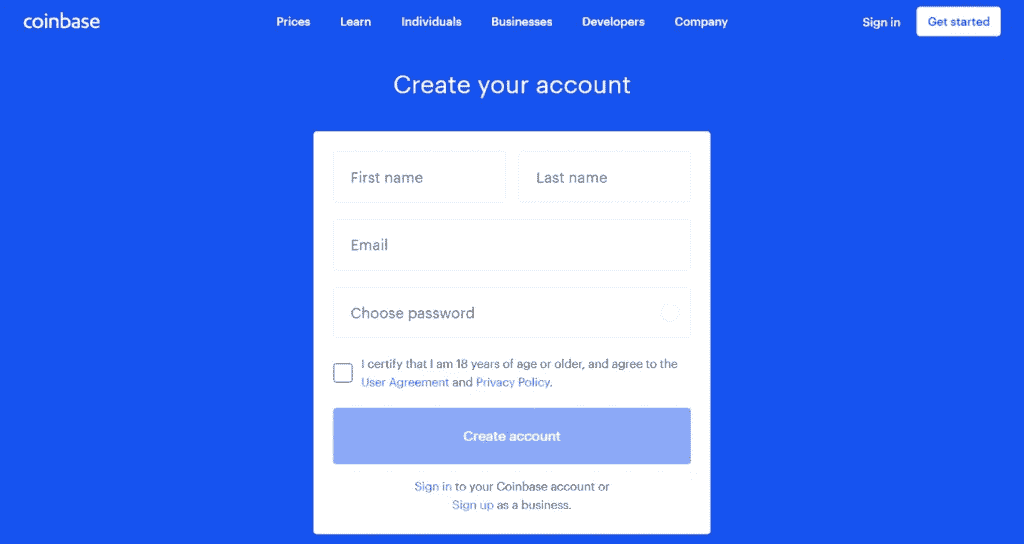 coinbase Prices Learn Individuals Businesses Developers Company Sign in Get started
Create your account
First name Last name
Email
Choose password
I certify that I am 18 years of age or older, and agree to the
User Agreement and Privacy Policy.
Create account
Sign in to your Coinbase account or
Sign up as a business.